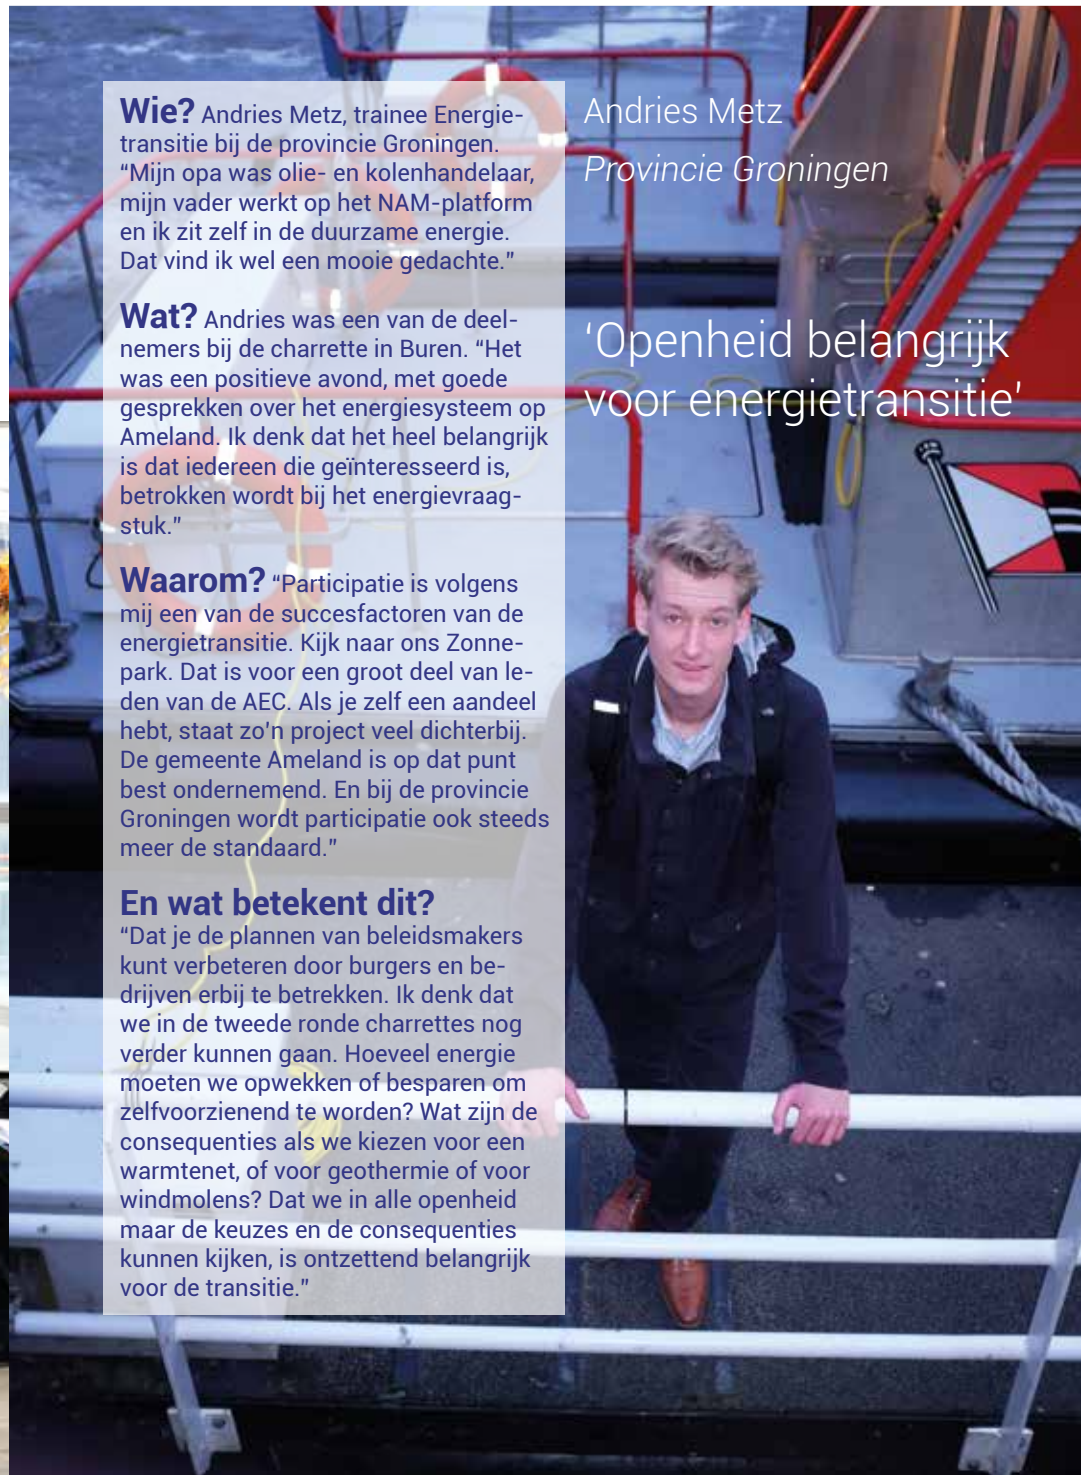 Wie? Andries Metz, trainee Energie-
transitie bij de provincie Groningen.
“Mijn opa was olie- en kolenhandelaar,
mijn vader werkt op het NAM-platform
en ik zit zelf in de duurzame energie.
Dat vind ik wel een mooie gedachte.”
Wat? Andries was een van de deel-
nemers bij de charrette in Buren. “Het
was een positieve avond, met goede
gesprekken over het energiesysteem op
Ameland. Ik denk dat het heel belangrijk
is dat iedereen die geïnteresseerd is,
betrokken wordt bij het energievraag-
stuk.”
Waarom? “Participatie is volgens
mij een van de succesfactoren van de
energietransitie. Kijk naar ons Zonne-
park. Dat is voor een groot deel van le-
den van de AEC. Als je zelf een aandeel
hebt, staat zo'n project veel dichterbij.
De gemeente Ameland is op dat punt
best ondernemend. En bij de provincie
Groningen wordt participatie ook steeds
meer de standaard.”
En wat betekent dit?
“Dat je de plannen van beleidsmakers
kunt verbeteren door burgers en be-
drijven erbij te betrekken. Ik denk dat
we in de tweede ronde charrettes nog
verder kunnen gaan. Hoeveel energie
moeten we opwekken of besparen om
zelfvoorzienend te worden? Wat zijn de
consequenties als we kiezen voor een
warmtenet, of voor geothermie of voor
windmolens? Dat we in alle openheid
maar de keuzes en de consequenties
kunnen kijken, is ontzettend belangrijk
voor de transitie.”
Andries Metz
Provincie Groningen
‘Openheid belangrijk
voor energietransitie’